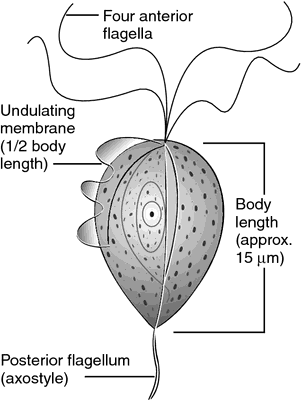 Four anterior
flagella
Undulating
membrane
(1/2 body
length)
Body
length
(approx.
15 μm)
Posterior flagellum
(axostyle)